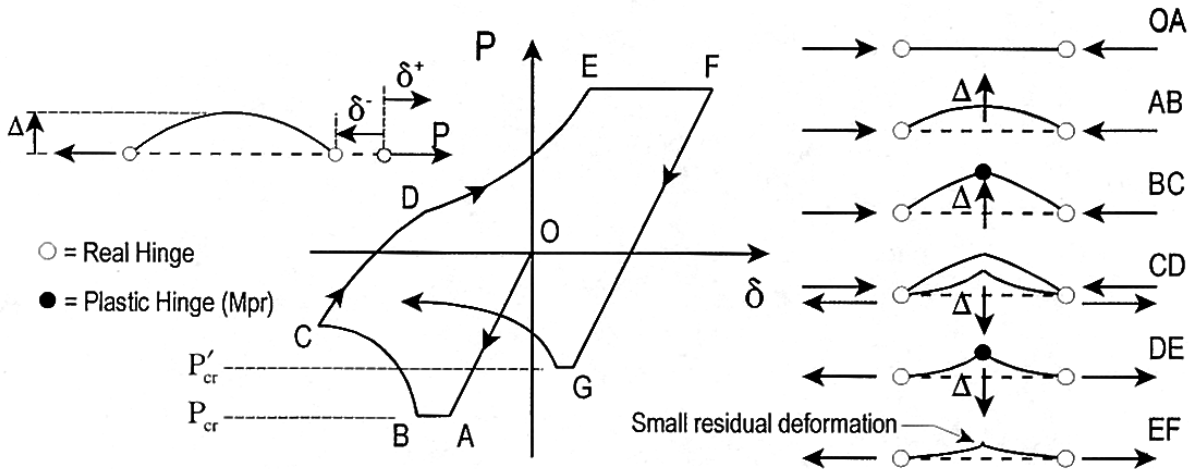 Δ
δ⁻
δ⁺
P
○ = Real Hinge
● = Plastic Hinge (Mpr)
P
δ
O
A
B
C
D
E
F
G
P′cr
Pcr
OA
AB
Δ
BC
Δ
CD
Δ
DE
Δ
Small residual deformation
EF